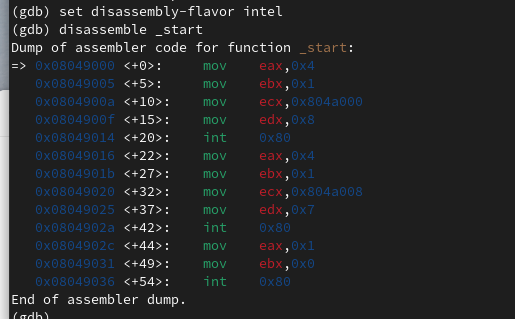 (gdb) set disassembly-flavor intel
(gdb) disassemble _start
Dump of assembler code for function _start:
=> 0x08049000 <+0>:     mov    eax,0x4
   0x08049005 <+5>:     mov    ebx,0x1
   0x0804900a <+10>:    mov    ecx,0x804a000
   0x0804900f <+15>:    mov    edx,0x8
   0x08049014 <+20>:    int    0x80
   0x08049016 <+22>:    mov    eax,0x4
   0x0804901b <+27>:    mov    ebx,0x1
   0x08049020 <+32>:    mov    ecx,0x804a008
   0x08049025 <+37>:    mov    edx,0x7
   0x0804902a <+42>:    int    0x80
   0x0804902c <+44>:    mov    eax,0x1
   0x08049031 <+49>:    mov    ebx,0x0
   0x08049036 <+54>:    int    0x80
End of assembler dump.
(gdb)